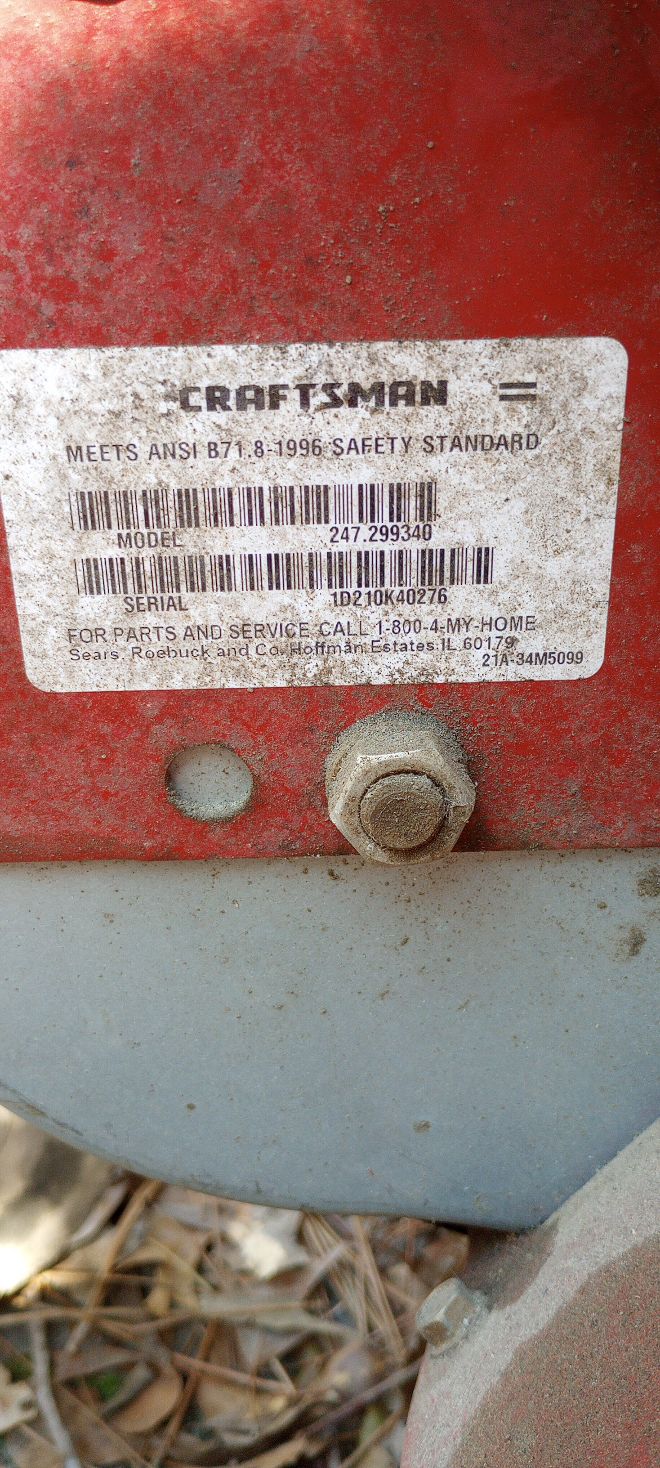 CRAFTSMAN
MEETS ANSI B71.8-1996 SAFETY STANDARD
MODEL 247.299340
SERIAL 1D210K40276
FOR PARTS AND SERVICE CALL 1-800-4-MY-HOME
Sears, Roebuck and Co. Hoffman Estates IL 60179
21A-34M5099